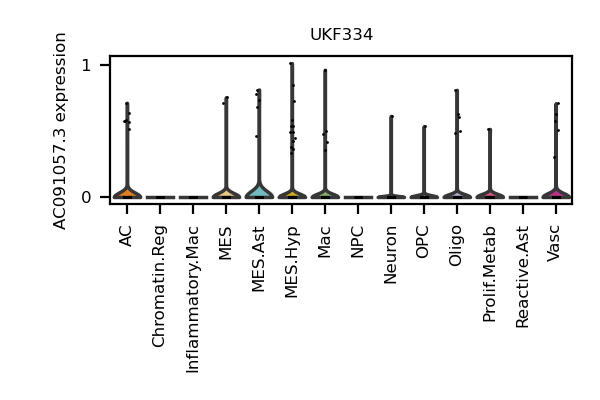 UKF334
AC091057.3 expression
1
0
AC
Chromatin.Reg
Inflammatory.Mac
MES
MES.Ast
MES.Hyp
Mac
NPC
Neuron
OPC
Oligo
Prolif.Metab
Reactive.Ast
Vasc